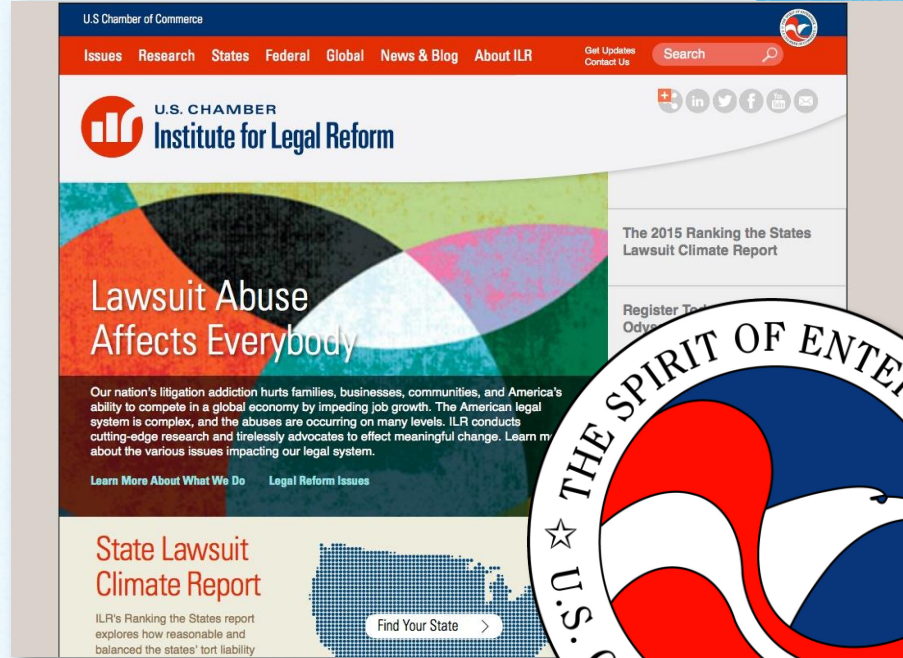 U.S Chamber of Commerce
Issues Research States Federal Global News & Blog About ILR
Get Updates
Contact Us
Search
U.S. CHAMBER
Institute for Legal Reform
in
You
Tube
The 2015 Ranking the States
Lawsuit Climate Report
Register
Lawsuit Abuse
Affects Everybody
Our nation's litigation addiction hurts families, businesses, communities, and America's
ability to compete in a global economy by impeding job growth. The American legal
system is complex, and the abuses are occurring on many levels. ILR conducts
cutting-edge research and tirelessly advocates to effect meaningful change. Learn
about the various issues impacting our legal system.
Learn More About What We Do Legal Reform Issues
State Lawsuit
Climate Report
ILR's Ranking the States report
explores how reasonable and
balanced the states' tort liability
Find Your State
U.S. ☆ THE SPIRIT OF